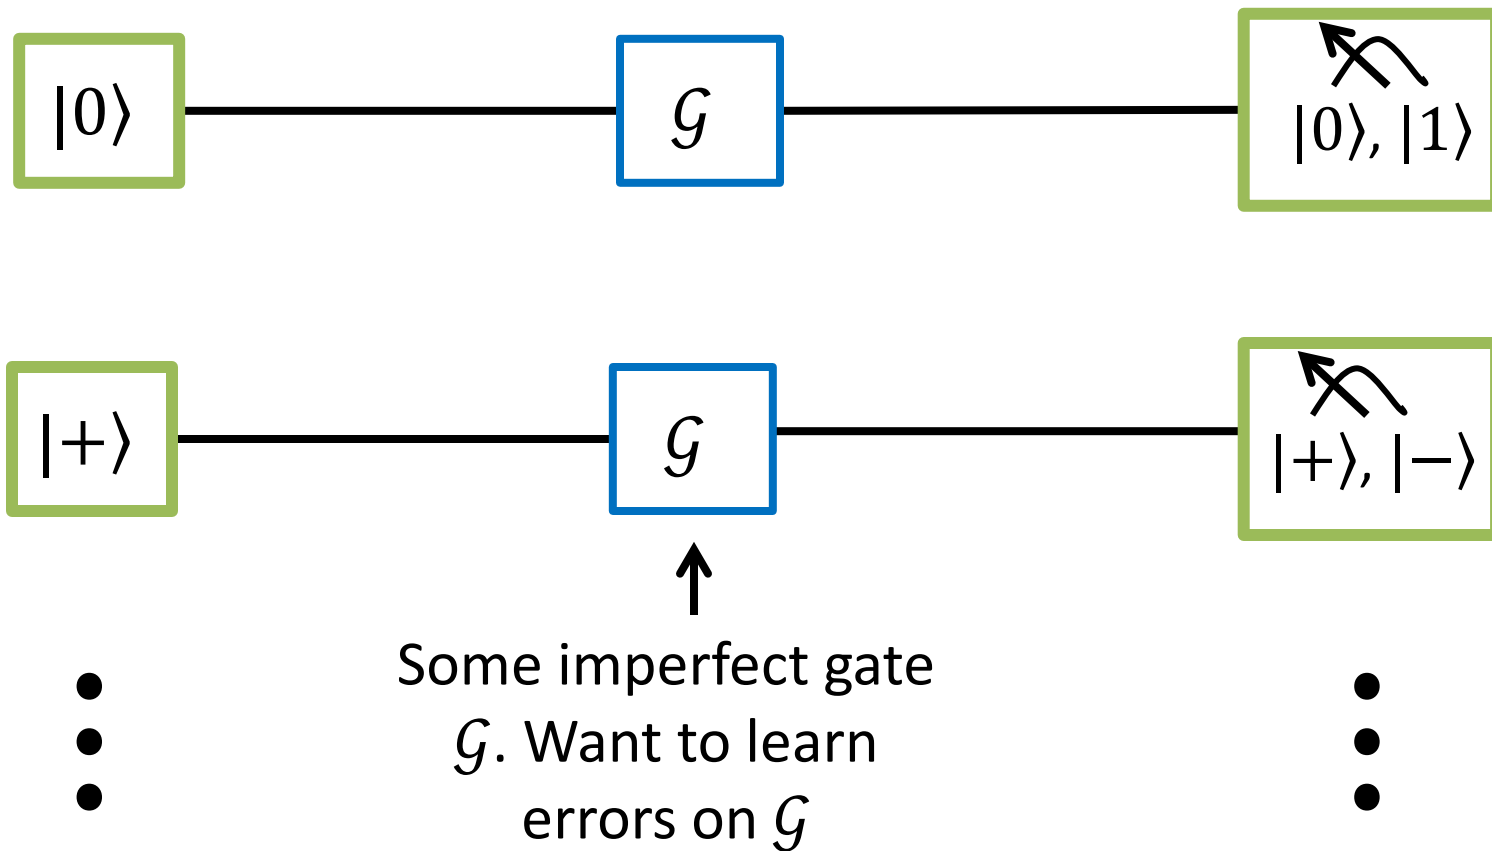 |0⟩ 𝒢 |0⟩, |1⟩
|+⟩ 𝒢 |+⟩, |−⟩
Some imperfect gate
𝒢. Want to learn
errors on 𝒢